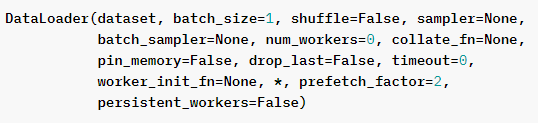 DataLoader(dataset, batch_size=1, shuffle=False, sampler=None,
           batch_sampler=None, num_workers=0, collate_fn=None,
           pin_memory=False, drop_last=False, timeout=0,
           worker_init_fn=None, *, prefetch_factor=2,
           persistent_workers=False)